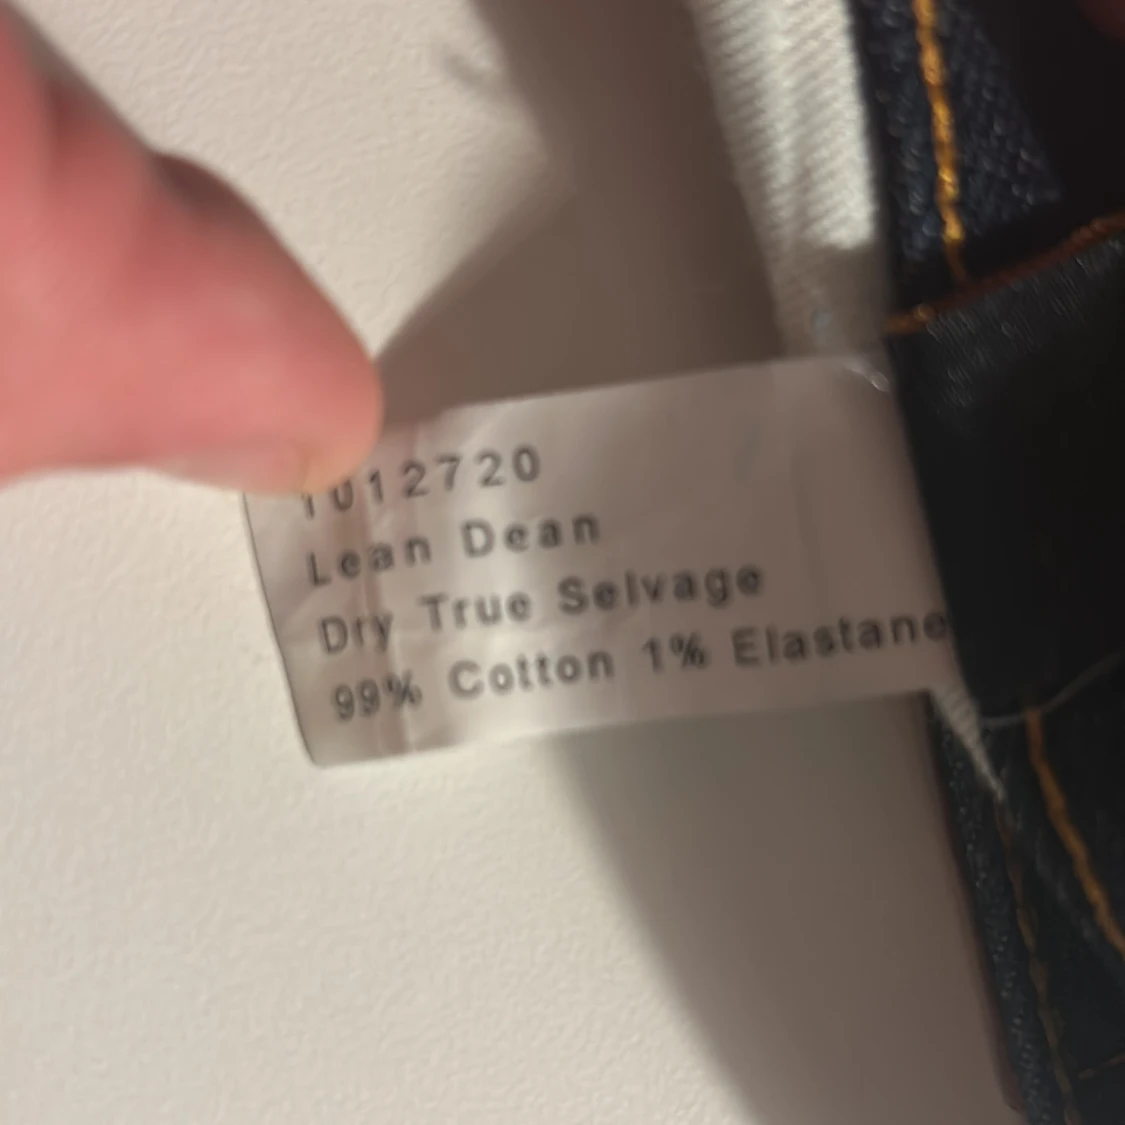 1012720
Lean Dean
Dry True Selvage
99% Cotton 1% Elastane